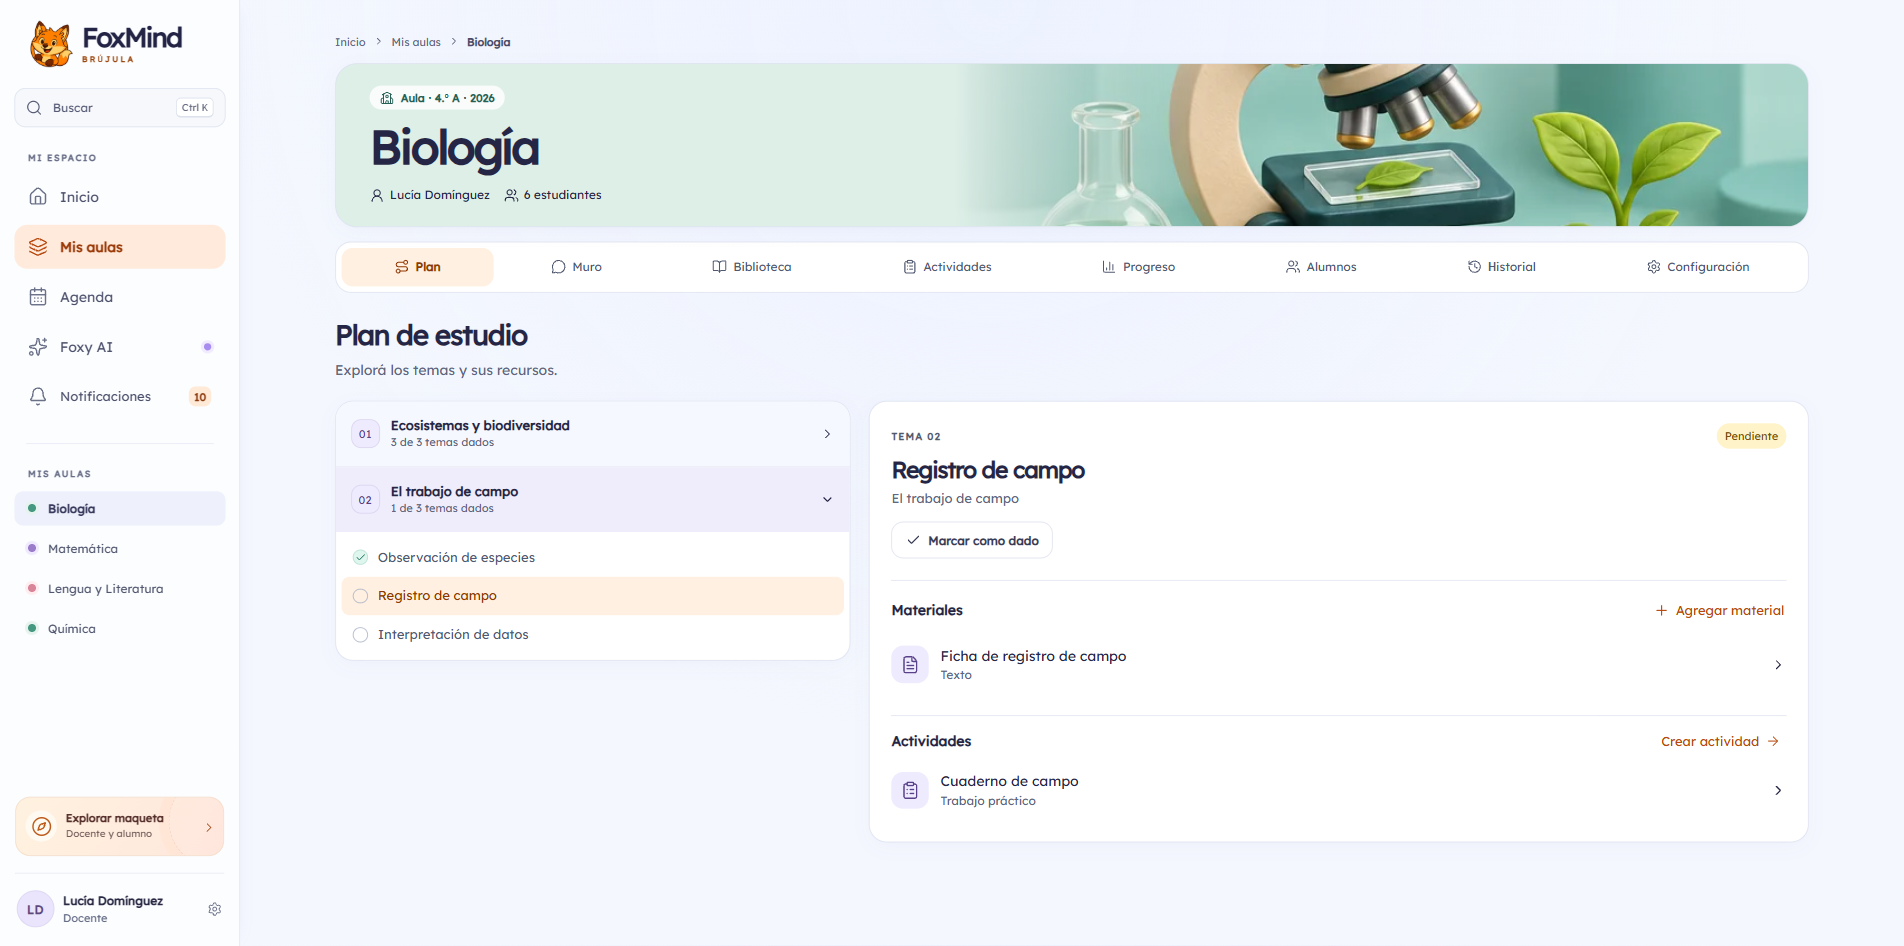 FoxMind
BRÚJULA
Buscar
Ctrl K
MI ESPACIO
Inicio
Mis aulas
Agenda
Foxy AI
Notificaciones
10
MIS AULAS
Biología
Matemática
Lengua y Literatura
Química
Explorar maqueta
Docente y alumno
LD
Lucía Domínguez
Docente
Inicio > Mis aulas > Biología
Aula · 4.º A · 2026
Biología
Lucía Domínguez 6 estudiantes
Plan
Muro
Biblioteca
Actividades
Progreso
Alumnos
Historial
Configuración
Plan de estudio
Explorá los temas y sus recursos.
01
Ecosistemas y biodiversidad
3 de 3 temas dados
02
El trabajo de campo
1 de 3 temas dados
Observación de especies
Registro de campo
Interpretación de datos
TEMA 02
Pendiente
Registro de campo
El trabajo de campo
Marcar como dado
Materiales
Agregar material
Ficha de registro de campo
Texto
Actividades
Crear actividad
Cuaderno de campo
Trabajo práctico